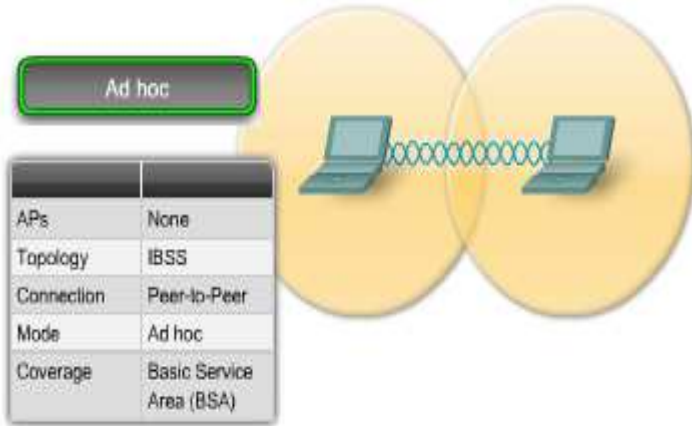 Ad hoc
APs None
Topology IBSS
Connection Peer-to-Peer
Mode Ad hoc
Coverage Basic Service
Area (BSA)